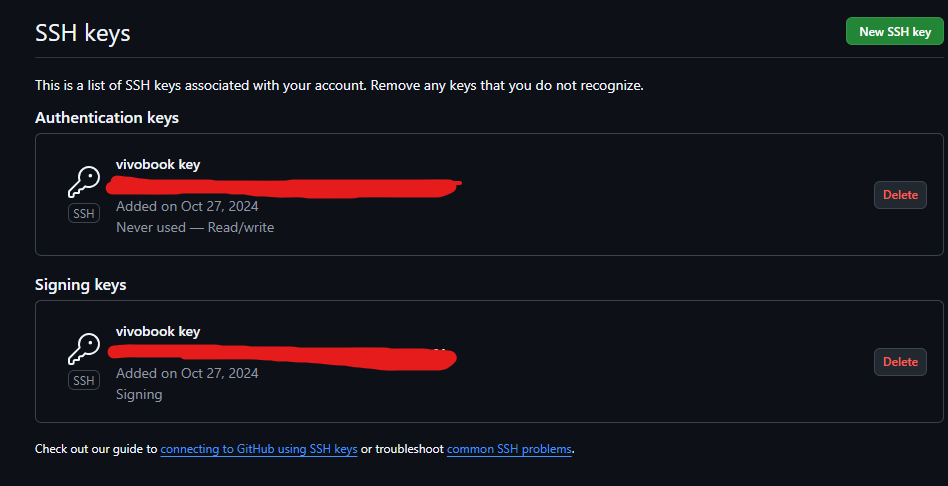 SSH keys
New SSH key
This is a list of SSH keys associated with your account. Remove any keys that you do not recognize.
Authentication keys
vivobook key
SSH
Added on Oct 27, 2024
Never used — Read/write
Delete
Signing keys
vivobook key
SSH
Added on Oct 27, 2024
Signing
Delete
Check out our guide to connecting to GitHub using SSH keys or troubleshoot common SSH problems.